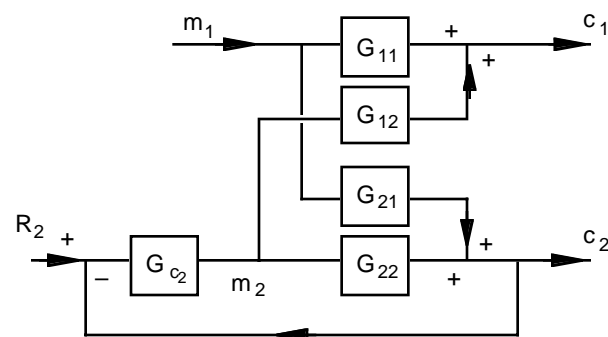 m1
G11
+
+
c1
G12
G21
R2
+
−
Gc2
m2
G22
+
+
c2